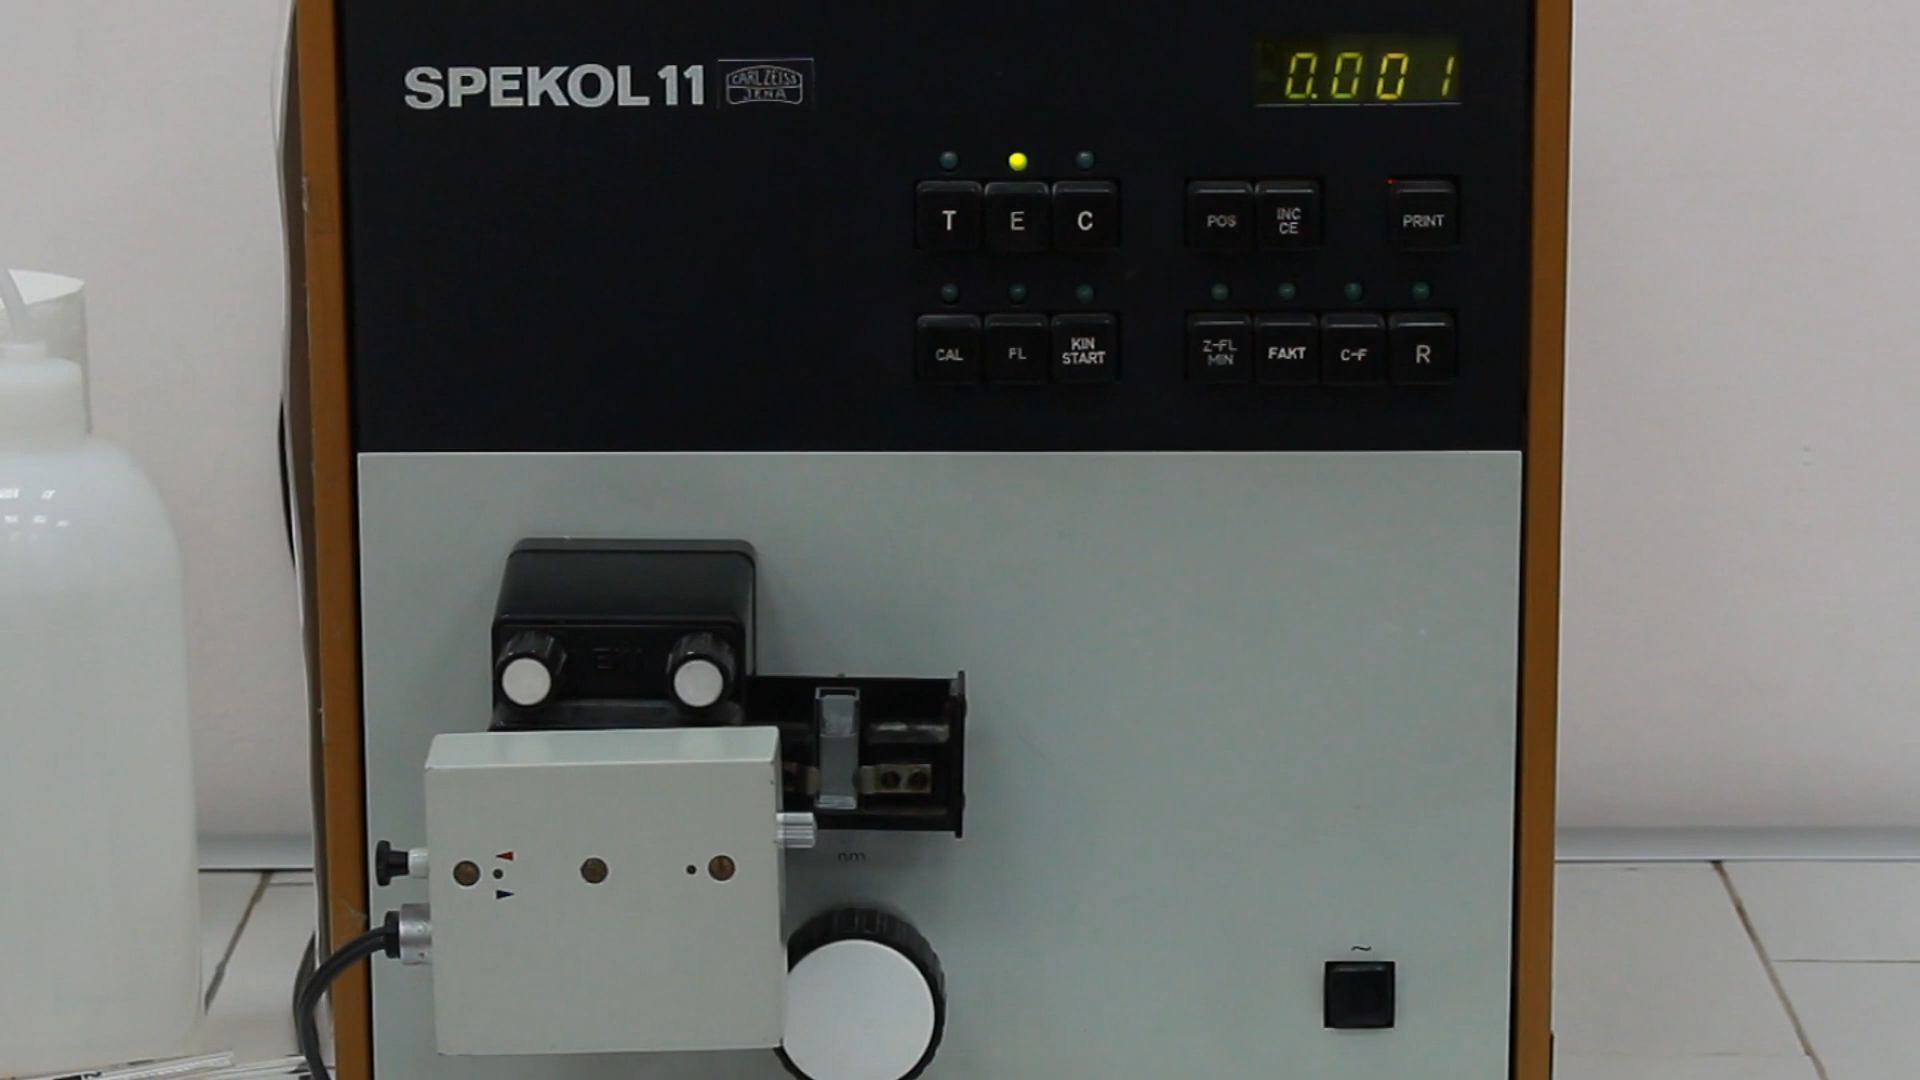 SPEKOL 11
CARL ZEISS
JENA
0.001
T E C
POS
INC
CE
PRINT
CAL FL
KIN
START
Z-FL
MIN
FAKT C-F R
nm
~